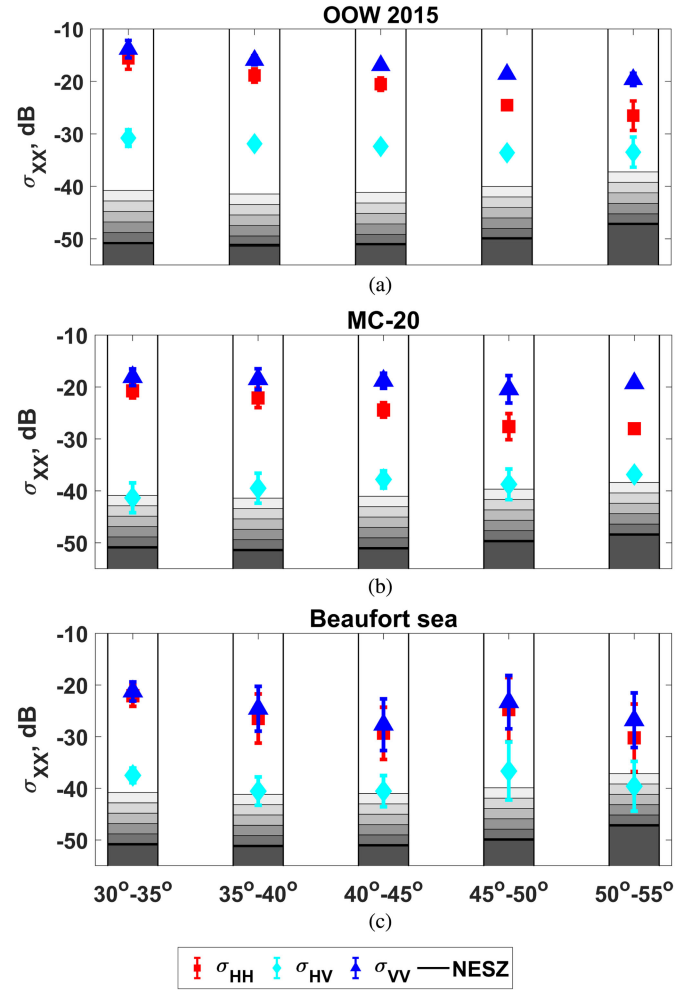 OOW 2015
-10
-20
-30
-40
-50
σXX, dB
(a)
MC-20
-10
-20
-30
-40
-50
σXX, dB
(b)
Beaufort sea
-10
-20
-30
-40
-50
σXX, dB
30°-35° 35°-40° 40°-45° 45°-50° 50°-55°
(c)
σHH σHV σVV NESZ